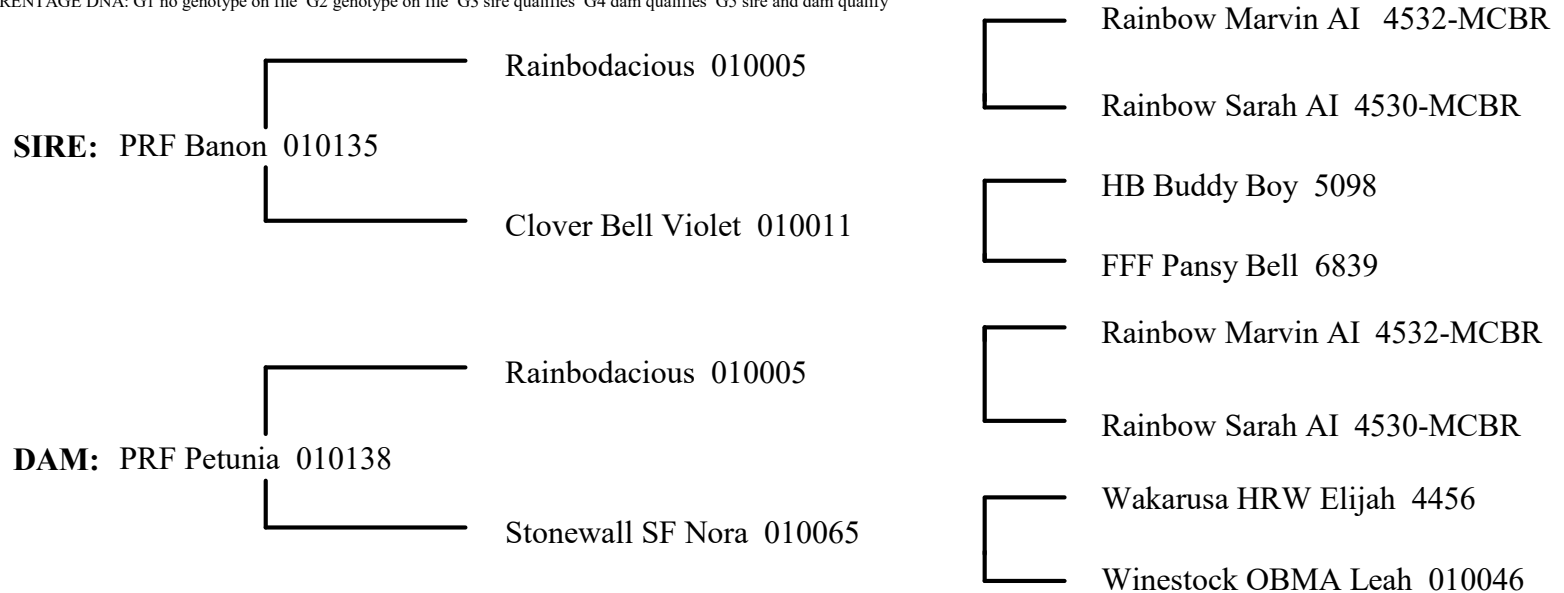 RENTAGE DNA: G1 no genotype on file G2 genotype on file G3 sire qualifies G4 dam qualifies G5 sire and dam qualify
Rainbow Marvin AI 4532-MCBR
Rainbodacious 010005
Rainbow Sarah AI 4530-MCBR
SIRE: PRF Banon 010135
HB Buddy Boy 5098
Clover Bell Violet 010011
FFF Pansy Bell 6839
Rainbow Marvin AI 4532-MCBR
Rainbodacious 010005
Rainbow Sarah AI 4530-MCBR
DAM: PRF Petunia 010138
Wakarusa HRW Elijah 4456
Stonewall SF Nora 010065
Winestock OBMA Leah 010046